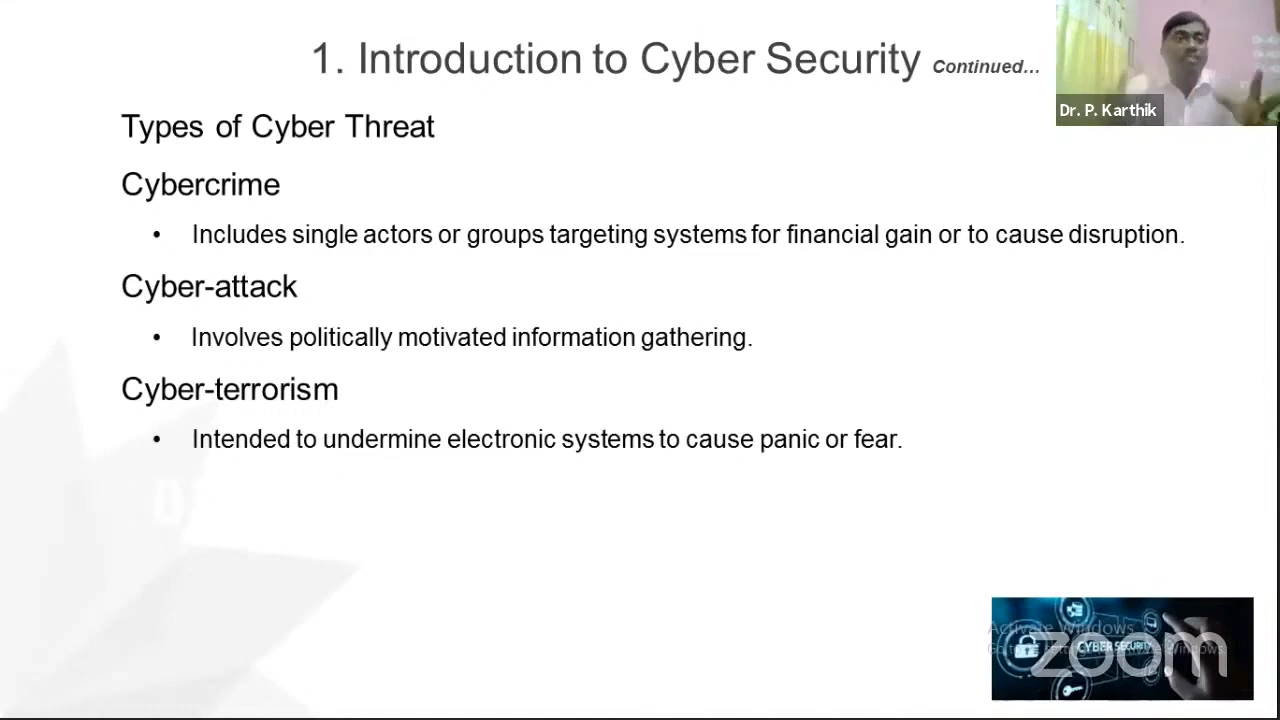 1. Introduction to Cyber Security Continued...
Dr. P. Karthik
Types of Cyber Threat
Cybercrime
• Includes single actors or groups targeting systems for financial gain or to cause disruption.
Cyber-attack
• Involves politically motivated information gathering.
Cyber-terrorism
• Intended to undermine electronic systems to cause panic or fear.
Activate Windows
CYBER SECURITY
zoom